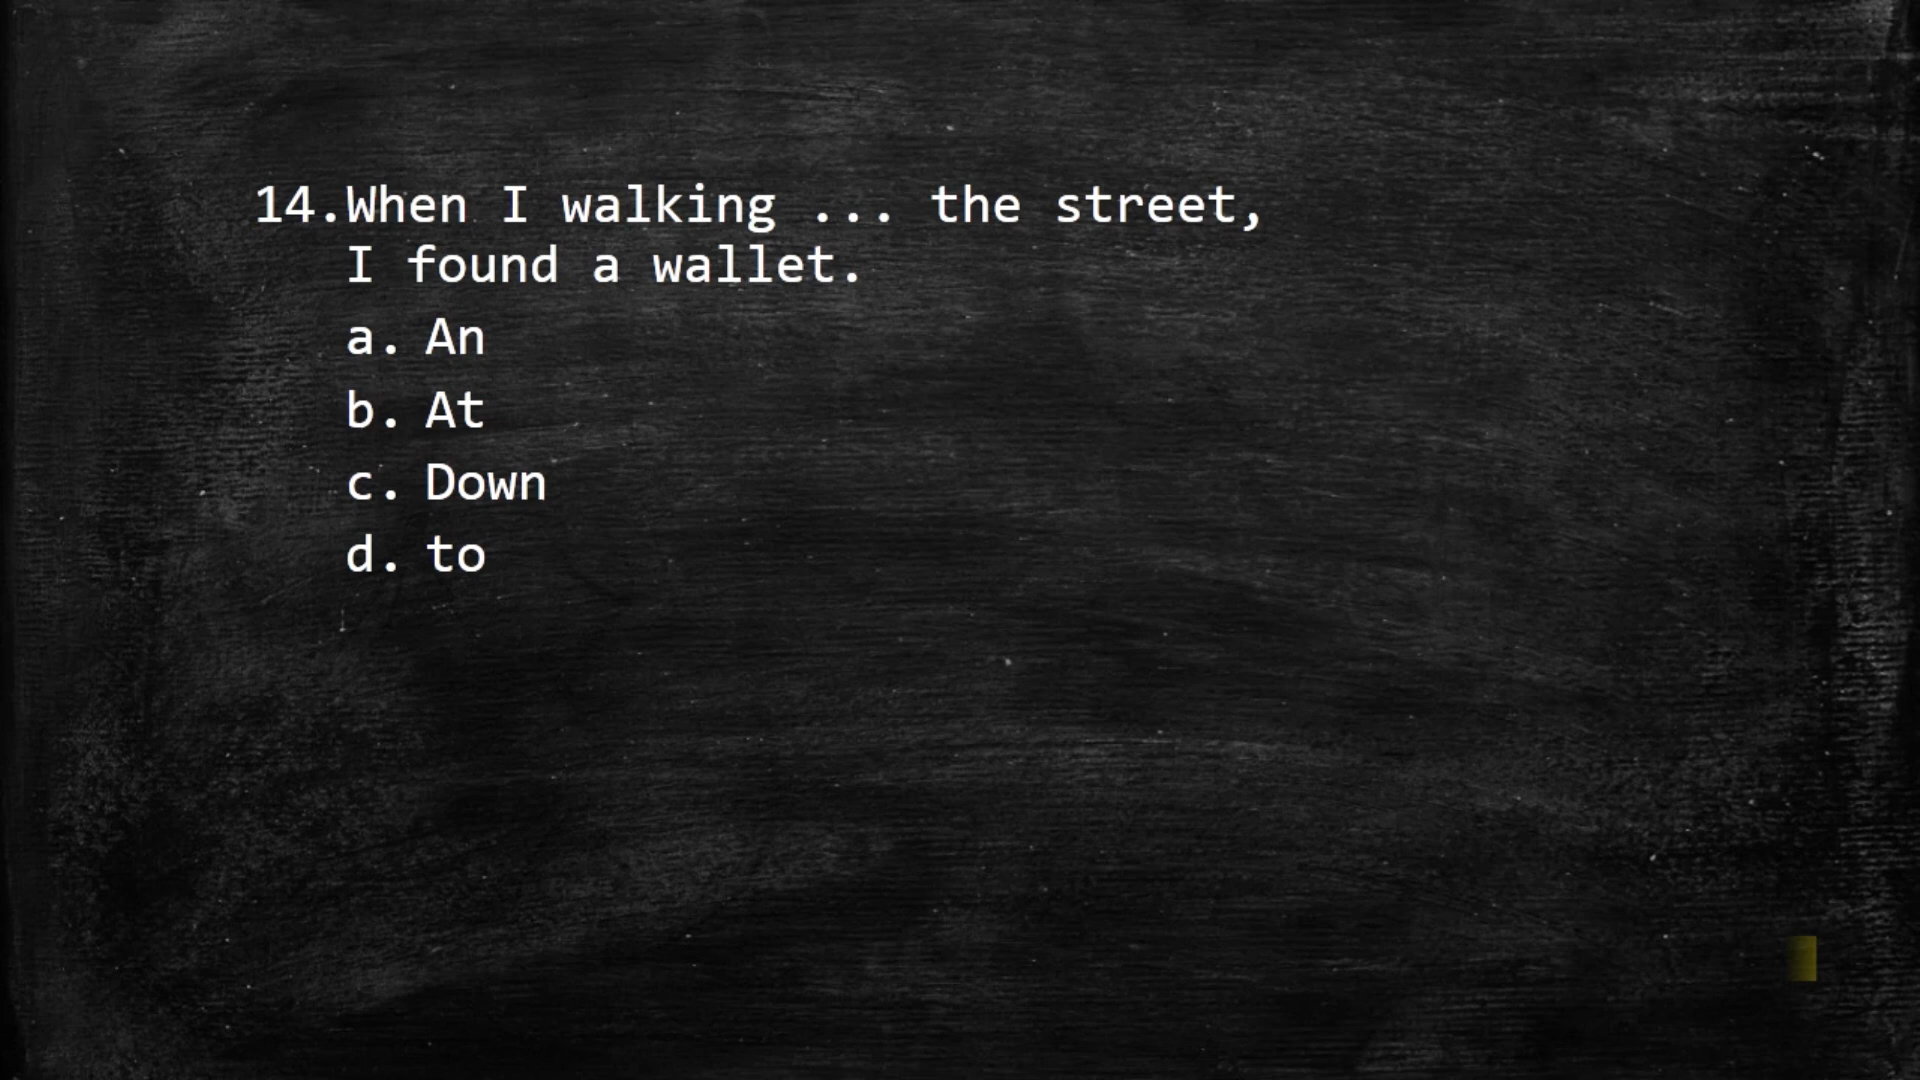 14.When I walking ... the street,
I found a wallet.
a. An
b. At
c. Down
d. to